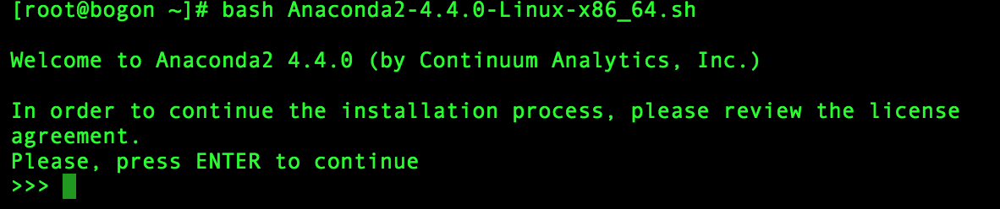 [root@bogon ~]# bash Anaconda2-4.4.0-Linux-x86_64.sh
Welcome to Anaconda2 4.4.0 (by Continuum Analytics, Inc.)
In order to continue the installation process, please review the license
agreement.
Please, press ENTER to continue
>>>